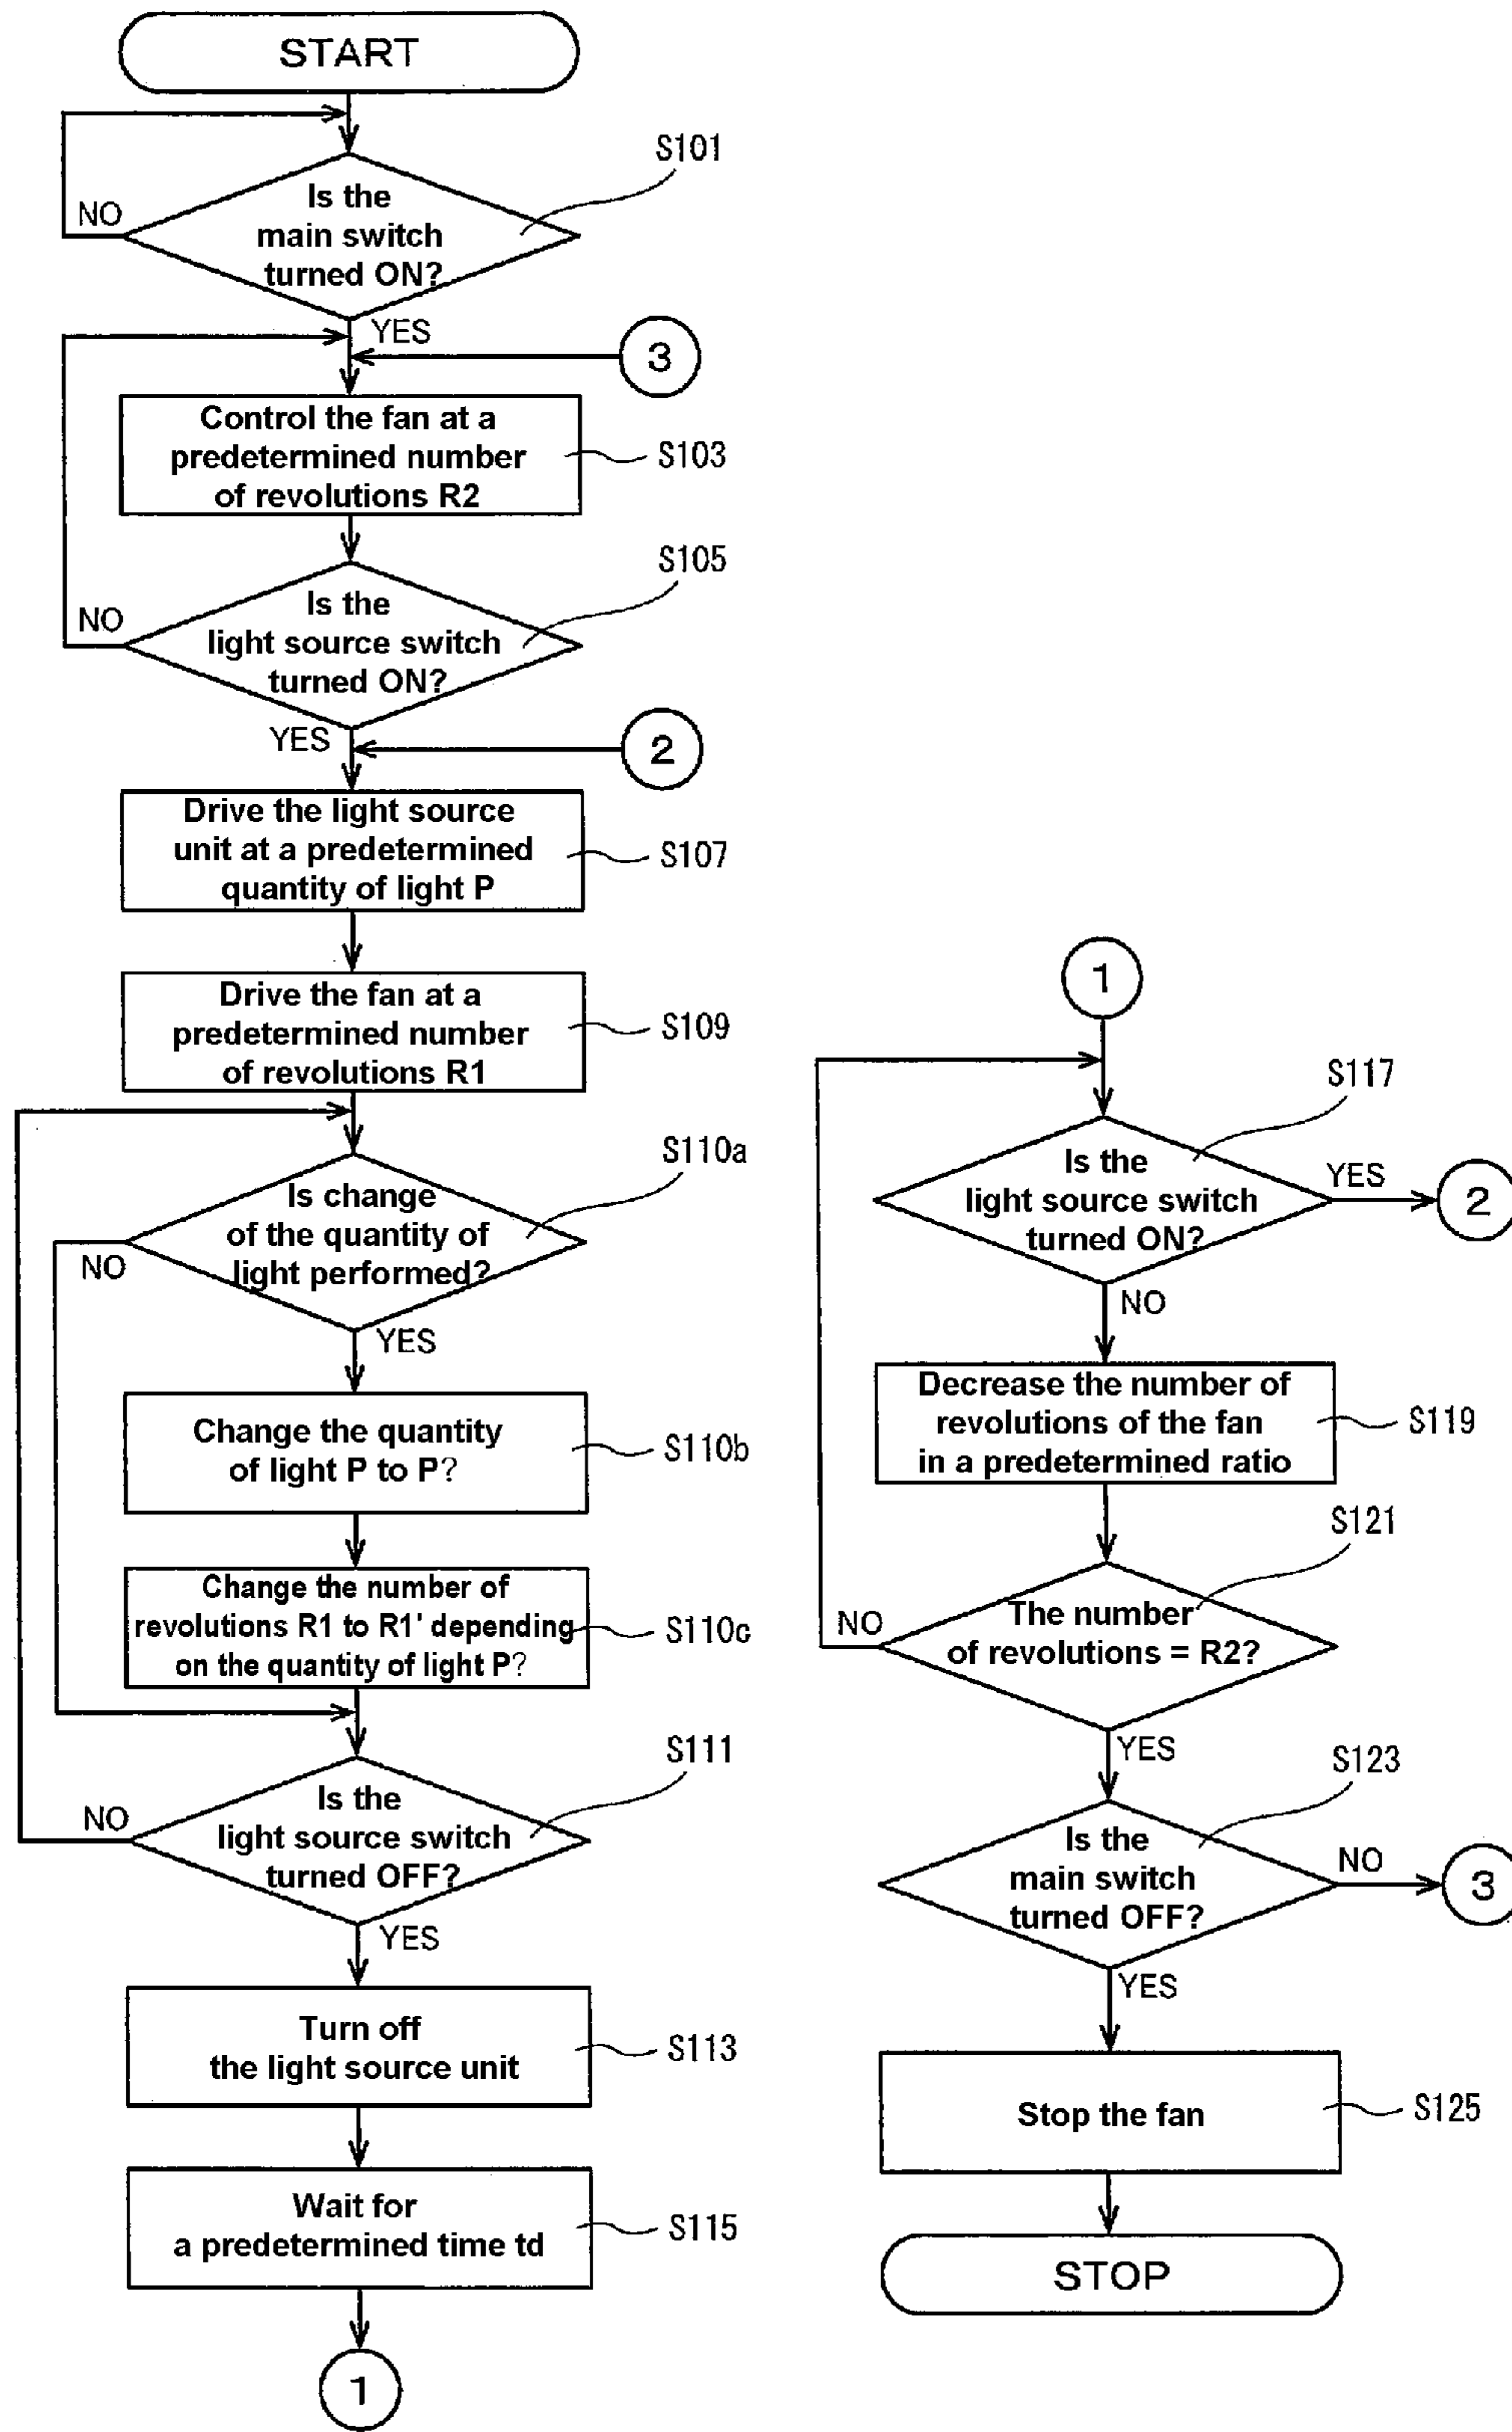 START
S101
Is the
main switch
turned ON?
NO
YES
3
Control the fan at a
predetermined number
of revolutions R2
S103
S105
Is the
light source switch
turned ON?
NO
YES
2
Drive the light source
unit at a predetermined
quantity of light P
S107
Drive the fan at a
predetermined number
of revolutions R1
S109
S110a
Is change
of the quantity of
light performed?
NO
YES
Change the quantity
of light P to P?
S110b
Change the number of
revolutions R1 to R1' depending
on the quantity of light P?
S110c
S111
Is the
light source switch
turned OFF?
NO
YES
Turn off
the light source unit
S113
Wait for
a predetermined time td
S115
1
1
S117
Is the
light source switch
turned ON?
YES
2
NO
Decrease the number of
revolutions of the fan
in a predetermined ratio
S119
S121
The number
of revolutions = R2?
NO
YES
S123
Is the
main switch
turned OFF?
NO
3
YES
Stop the fan
S125
STOP